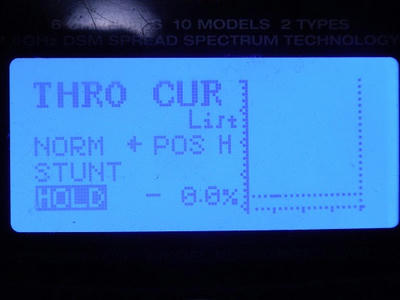 10 MODELS 2 TYPES
DSM SPREAD SPECTRUM TECHNOLOGY
THRO CUR
List
NORM ← POS H
STUNT
HOLD - 0.0%